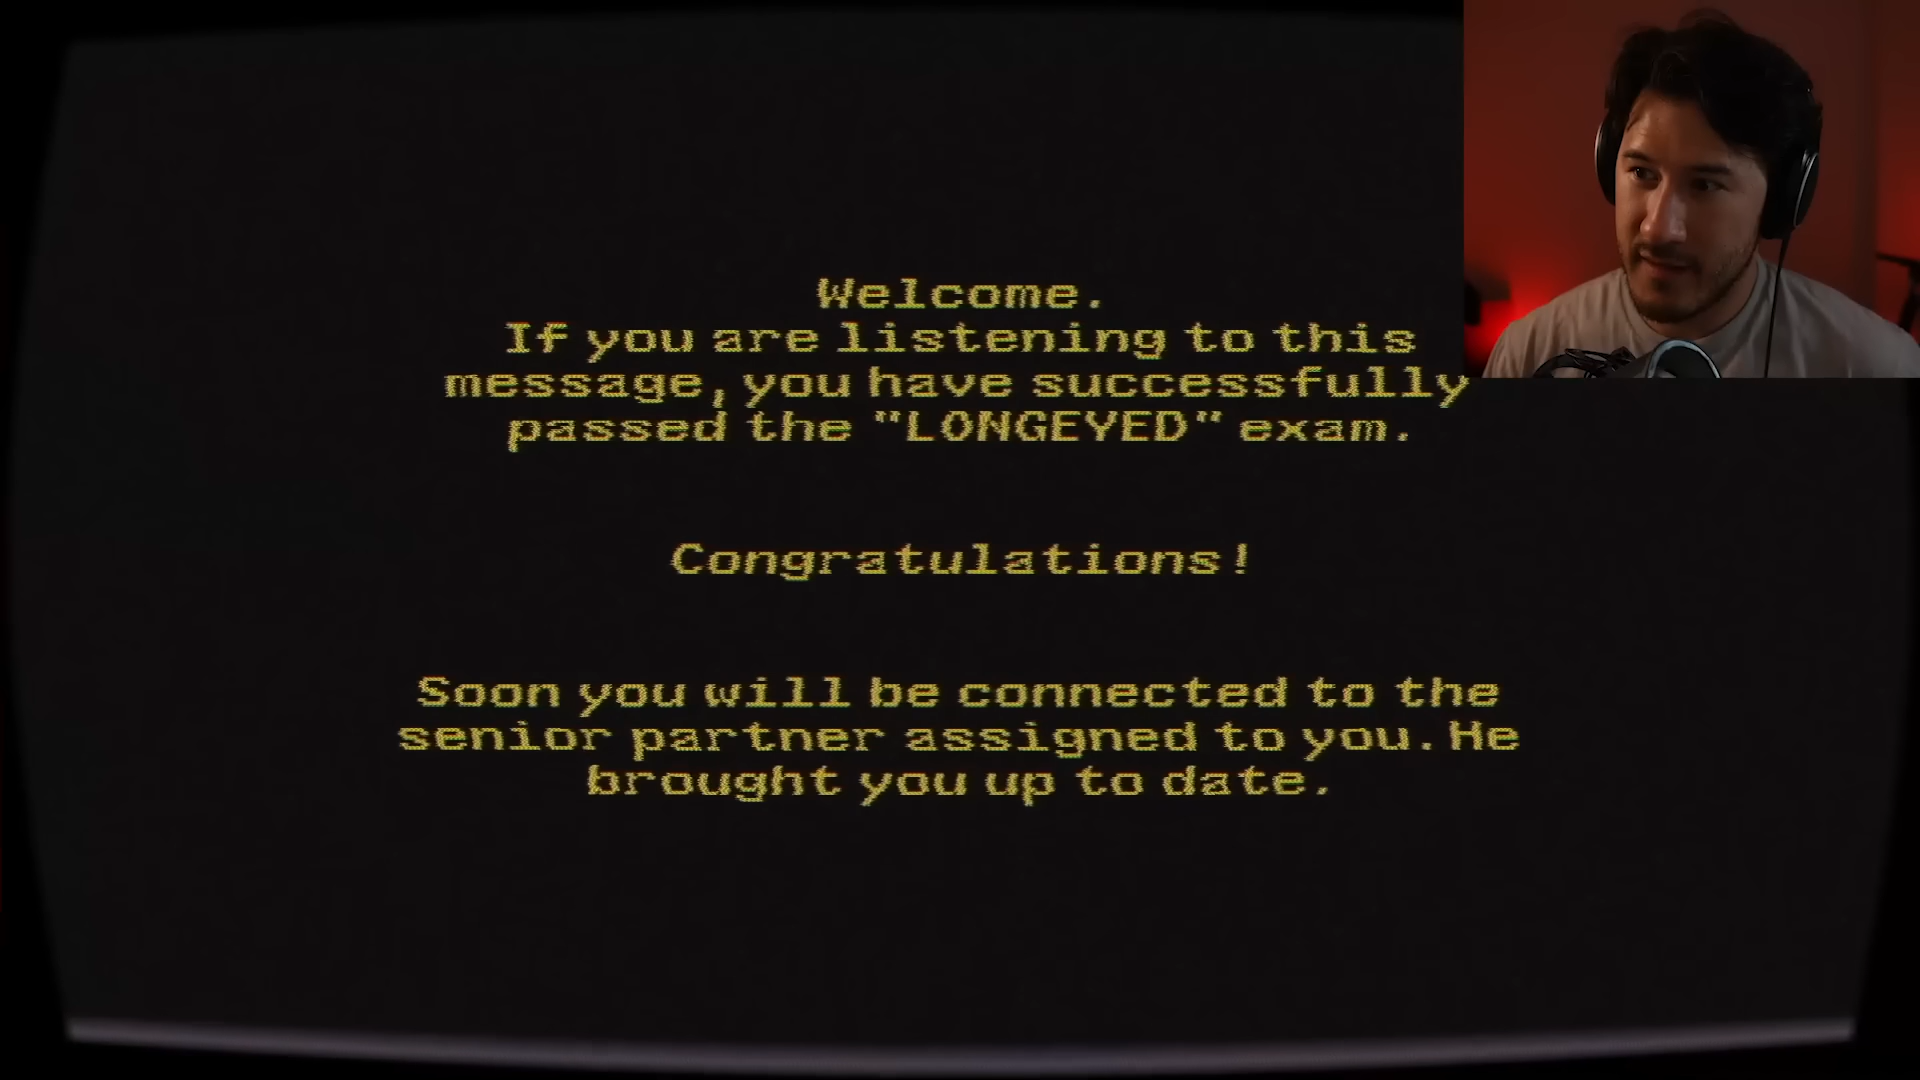 Welcome.
If you are listening to this
message, you have successfully
passed the "LONGEYED" exam.
Congratulations!
Soon you will be connected to the
senior partner assigned to you. He
brought you up to date.